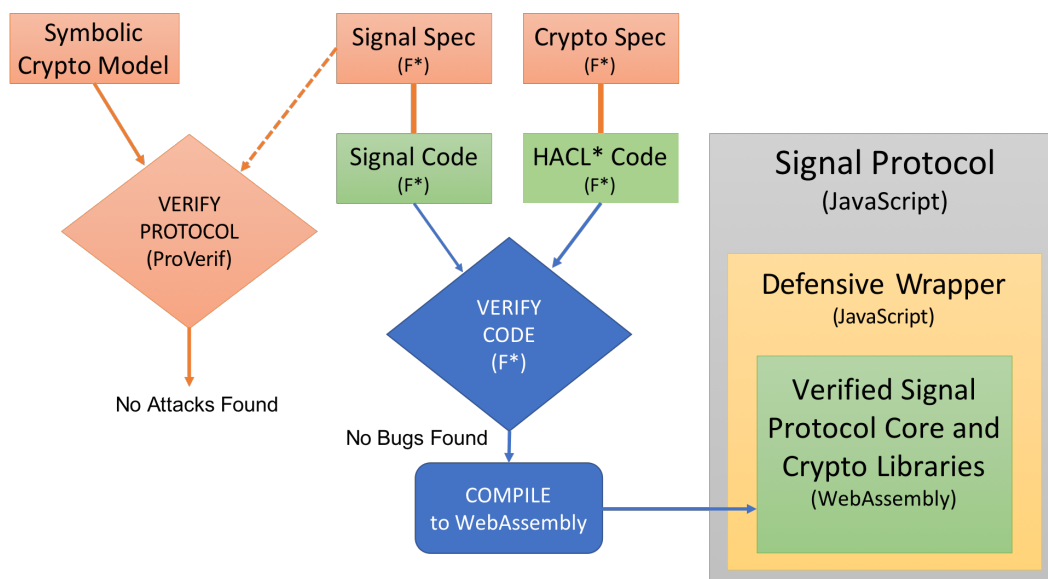 Symbolic
Crypto Model
Signal Spec
(F*)
Crypto Spec
(F*)
Signal Code
(F*)
HACL* Code
(F*)
VERIFY
PROTOCOL
(ProVerif)
No Attacks Found
VERIFY
CODE
(F*)
No Bugs Found
COMPILE
to WebAssembly
Signal Protocol
(JavaScript)
Defensive Wrapper
(JavaScript)
Verified Signal
Protocol Core and
Crypto Libraries
(WebAssembly)